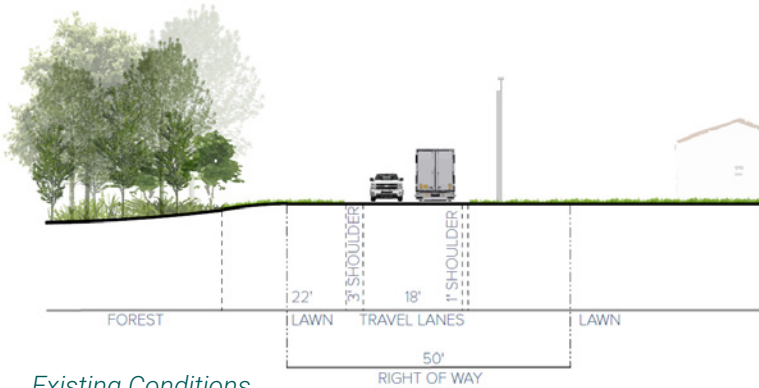 3' SHOULDER
1' SHOULDER
22'
18'
FOREST
LAWN
TRAVEL LANES
LAWN
50'
RIGHT OF WAY
Existing Conditions